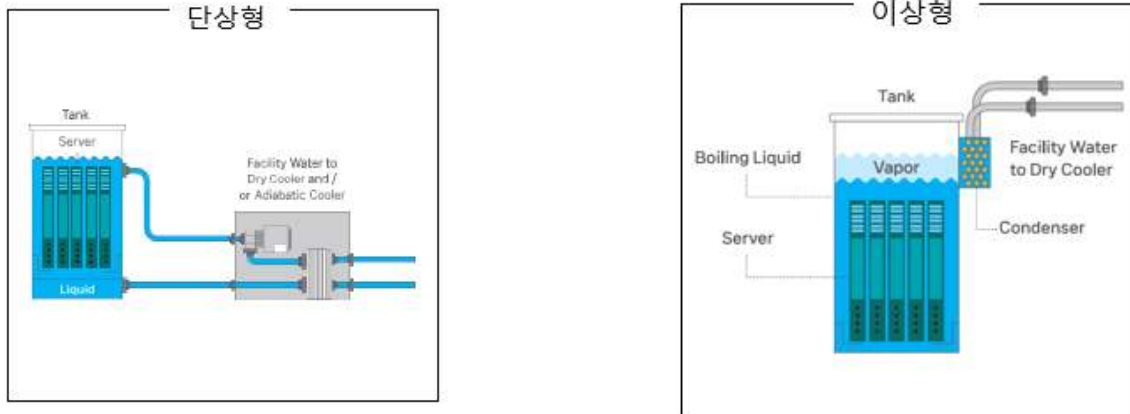 단상형
Tank
Server
Facility Water to
Dry Cooler and /
or Adiabatic Cooler
Liquid
이상형
Tank
Boiling Liquid
Vapor
Facility Water
to Dry Cooler
Server
Condenser